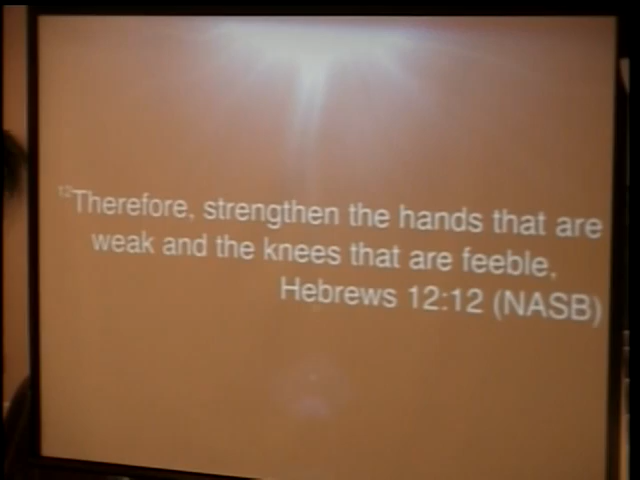 12Therefore, strengthen the hands that are
weak and the knees that are feeble,
Hebrews 12:12 (NASB)